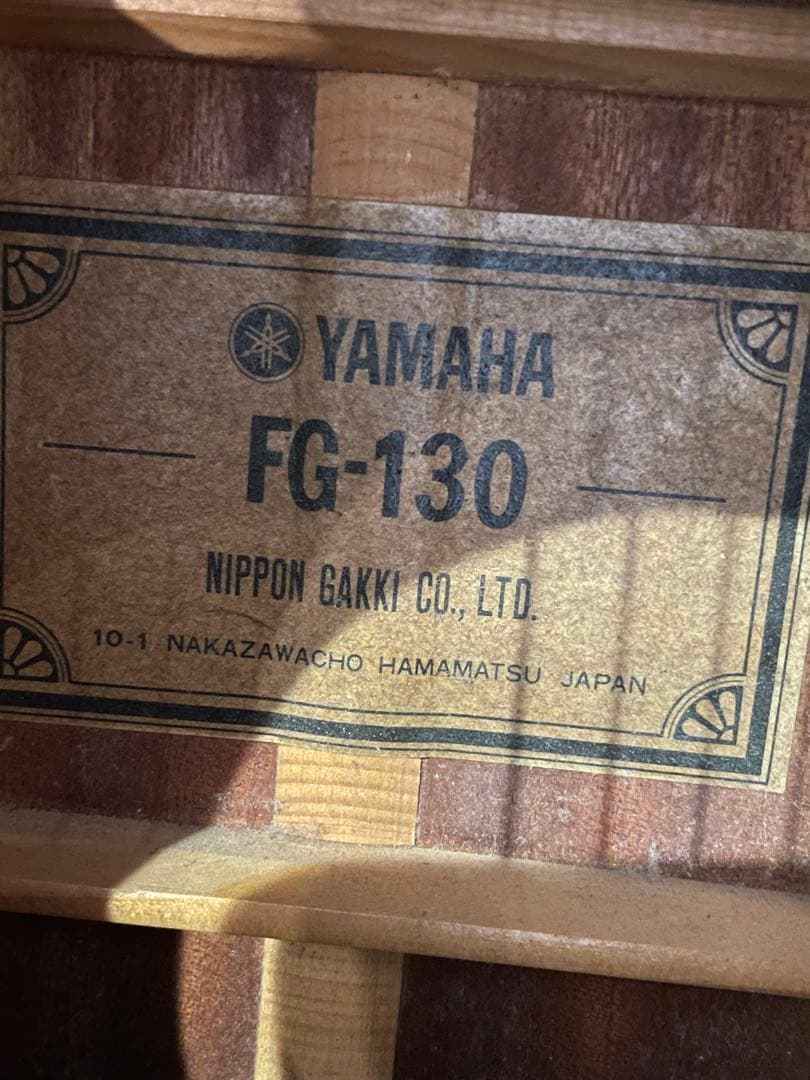 YAMAHA
FG-130
NIPPON GAKKI CO., LTD.
10-1 NAKAZAWACHO HAMAMATSU JAPAN